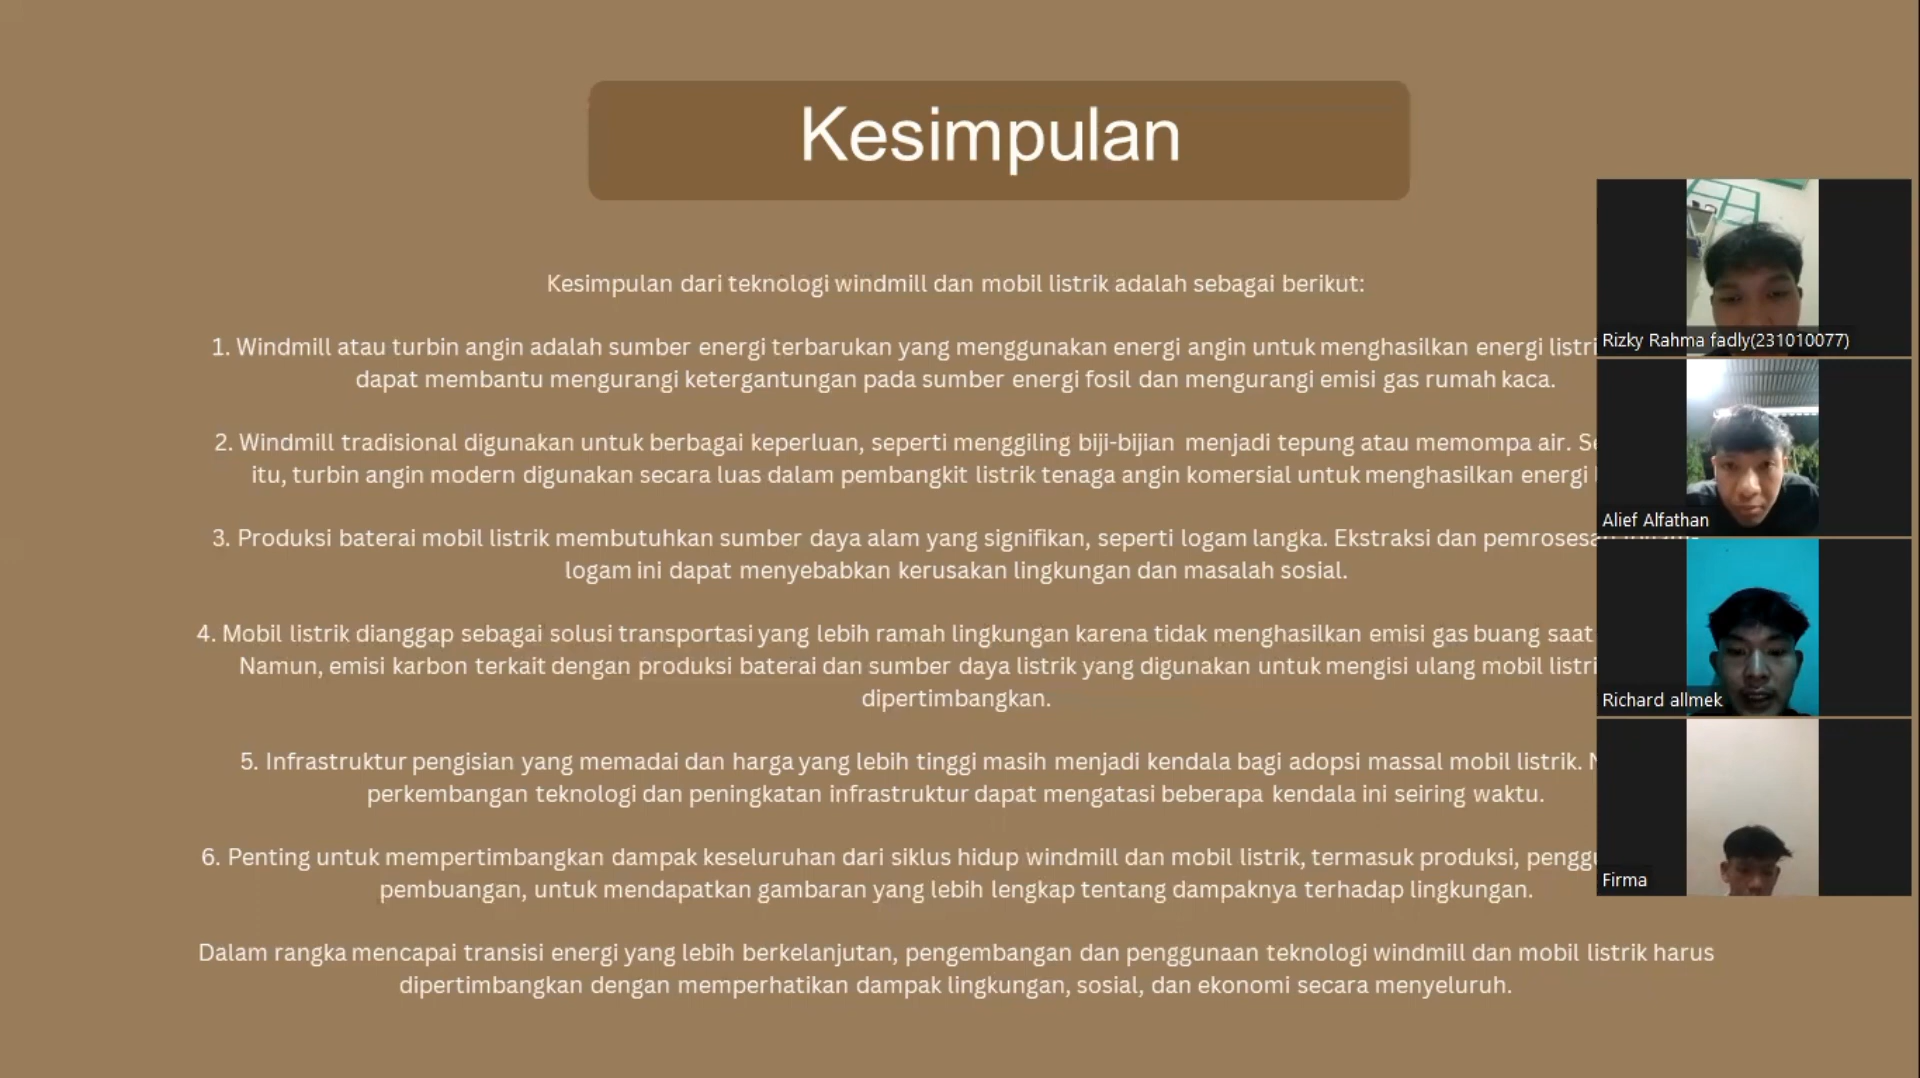 Kesimpulan
Kesimpulan dari teknologi windmill dan mobil listrik adalah sebagai berikut:
1. Windmill atau turbin angin adalah sumber energi terbarukan yang menggunakan energi angin untuk menghasilkan energi
dapat membantu mengurangi ketergantungan pada sumber energi fosil dan mengurangi emisi gas rumah kaca.
2. Windmill tradisional digunakan untuk berbagai keperluan, seperti menggiling biji-bijian menjadi tepung atau memompa air.
itu, turbin angin modern digunakan secara luas dalam pembangkit listrik tenaga angin komersial untuk menghasilkan energi
3. Produksi baterai mobil listrik membutuhkan sumber daya alam yang signifikan, seperti logam langka. Ekstraksi dan
logam ini dapat menyebabkan kerusakan lingkungan dan masalah sosial.
4. Mobil listrik dianggap sebagai solusi transportasi yang lebih ramah lingkungan karena tidak menghasilkan emisi gas buang saat
Namun, emisi karbon terkait dengan produksi baterai dan sumber daya listrik yang digunakan untuk mengisi ulang mobil
dipertimbangkan.
5. Infrastruktur pengisian yang memadai dan harga yang lebih tinggi masih menjadi kendala bagi adopsi massal mobil listrik.
perkembangan teknologi dan peningkatan infrastruktur dapat mengatasi beberapa kendala ini seiring waktu.
6. Penting untuk mempertimbangkan dampak keseluruhan dari siklus hidup windmill dan mobil listrik, termasuk produksi,
pembuangan, untuk mendapatkan gambaran yang lebih lengkap tentang dampaknya terhadap lingkungan.
Dalam rangka mencapai transisi energi yang lebih berkelanjutan, pengembangan dan penggunaan teknologi windmill dan mobil listrik harus
dipertimbangkan dengan memperhatikan dampak lingkungan, sosial, dan ekonomi secara menyeluruh.
Rizky Rahma fadly(231010077)
Alief Alfathan
Richard allmek
Firma